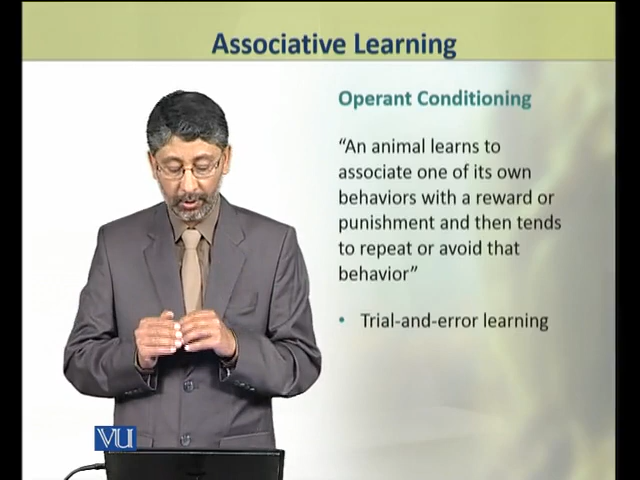 Associative Learning
Operant Conditioning
“An animal learns to
associate one of its own
behaviors with a reward or
punishment and then tends
to repeat or avoid that
behavior”
• Trial-and-error learning
VU